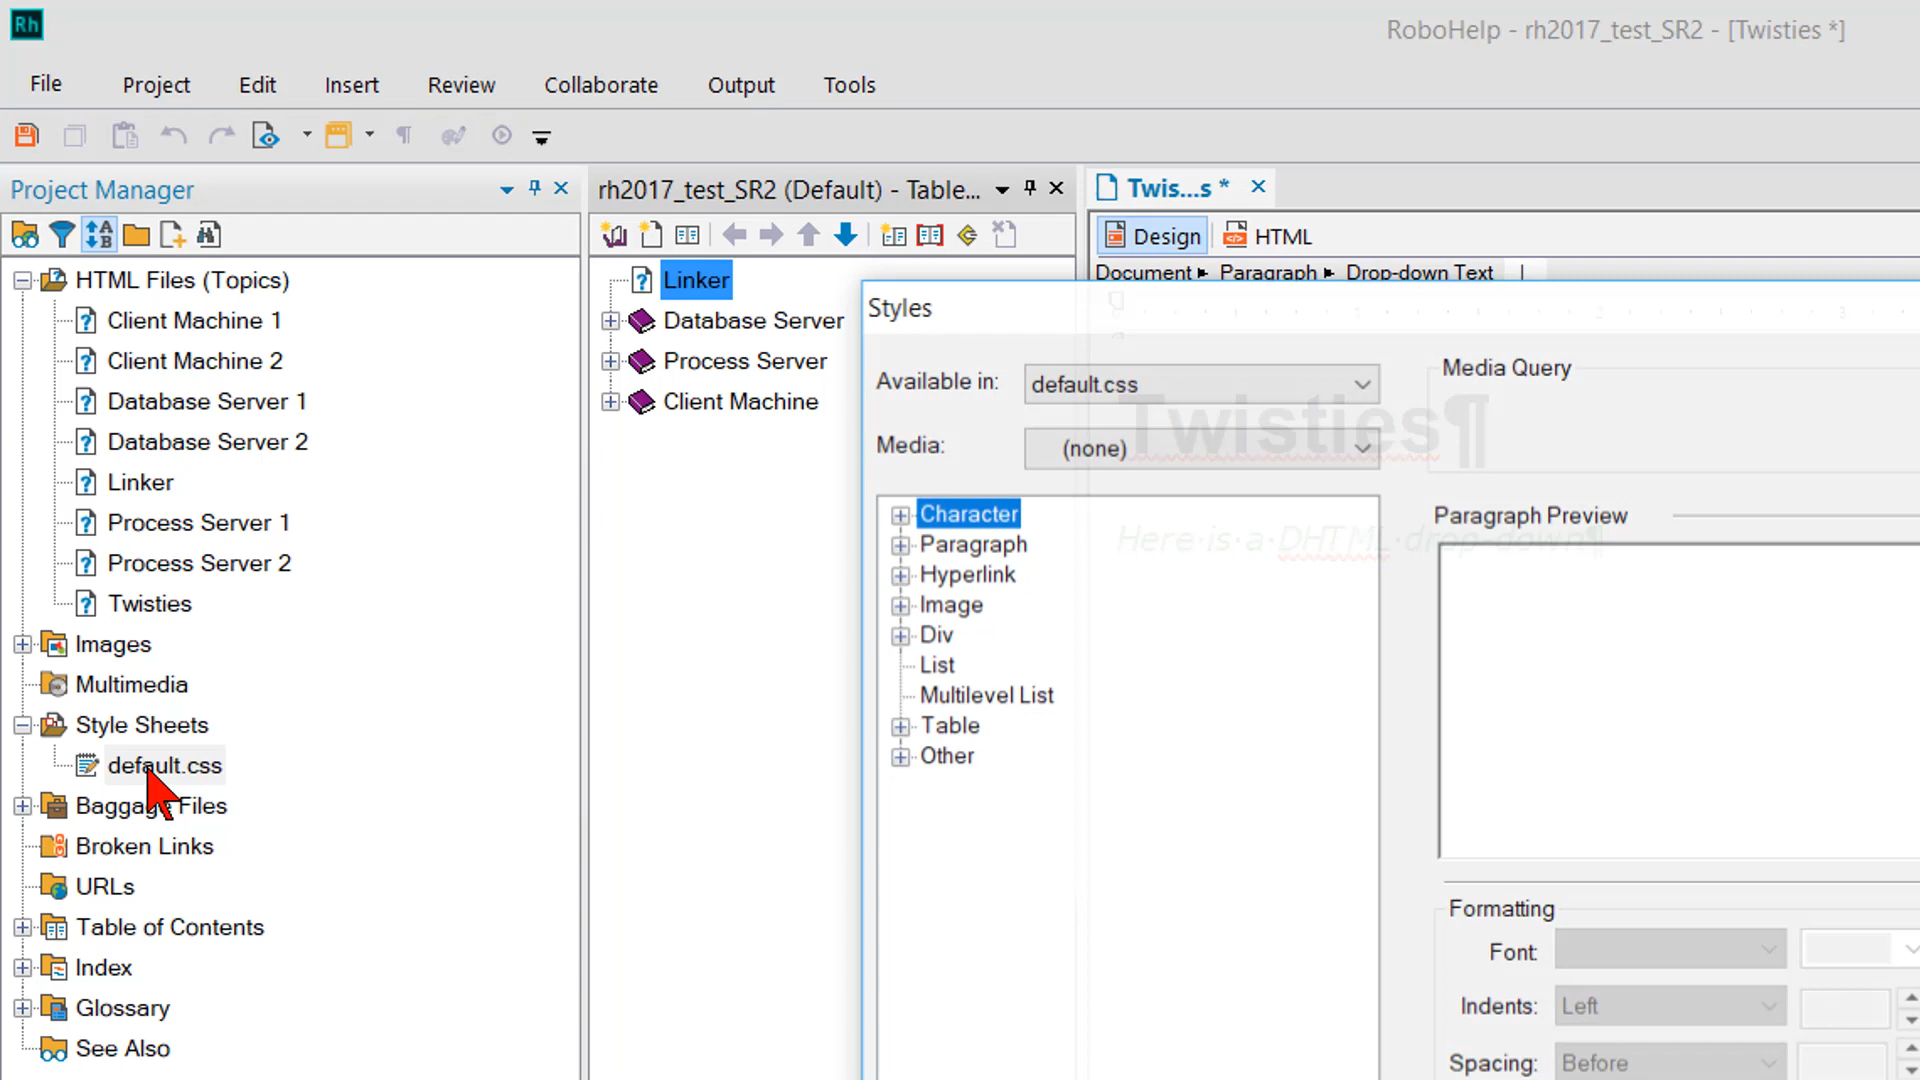 Rh
RoboHelp - rh2017_test_SR2 - [Twisties *]
File Project Edit Insert Review Collaborate Output Tools
Project Manager
HTML Files (Topics)
Client Machine 1
Client Machine 2
Database Server 1
Database Server 2
Linker
Process Server 1
Process Server 2
Twisties
Images
Multimedia
Style Sheets
default.css
Baggage Files
Broken Links
URLs
Table of Contents
Index
Glossary
See Also
rh2017_test_SR2 (Default) - Table...
Linker
Database Server
Process Server
Client Machine
Twis...s *
Design HTML
Document Paragraph Drop-down Text
Twisties¶
Here is a DHTML drop-down¶
Styles
Available in: default.css
Media: (none)
Character
Paragraph
Hyperlink
Image
Div
List
Multilevel List
Table
Other
Media Query
Paragraph Preview
Formatting
Font:
Indents: Left
Spacing: Before